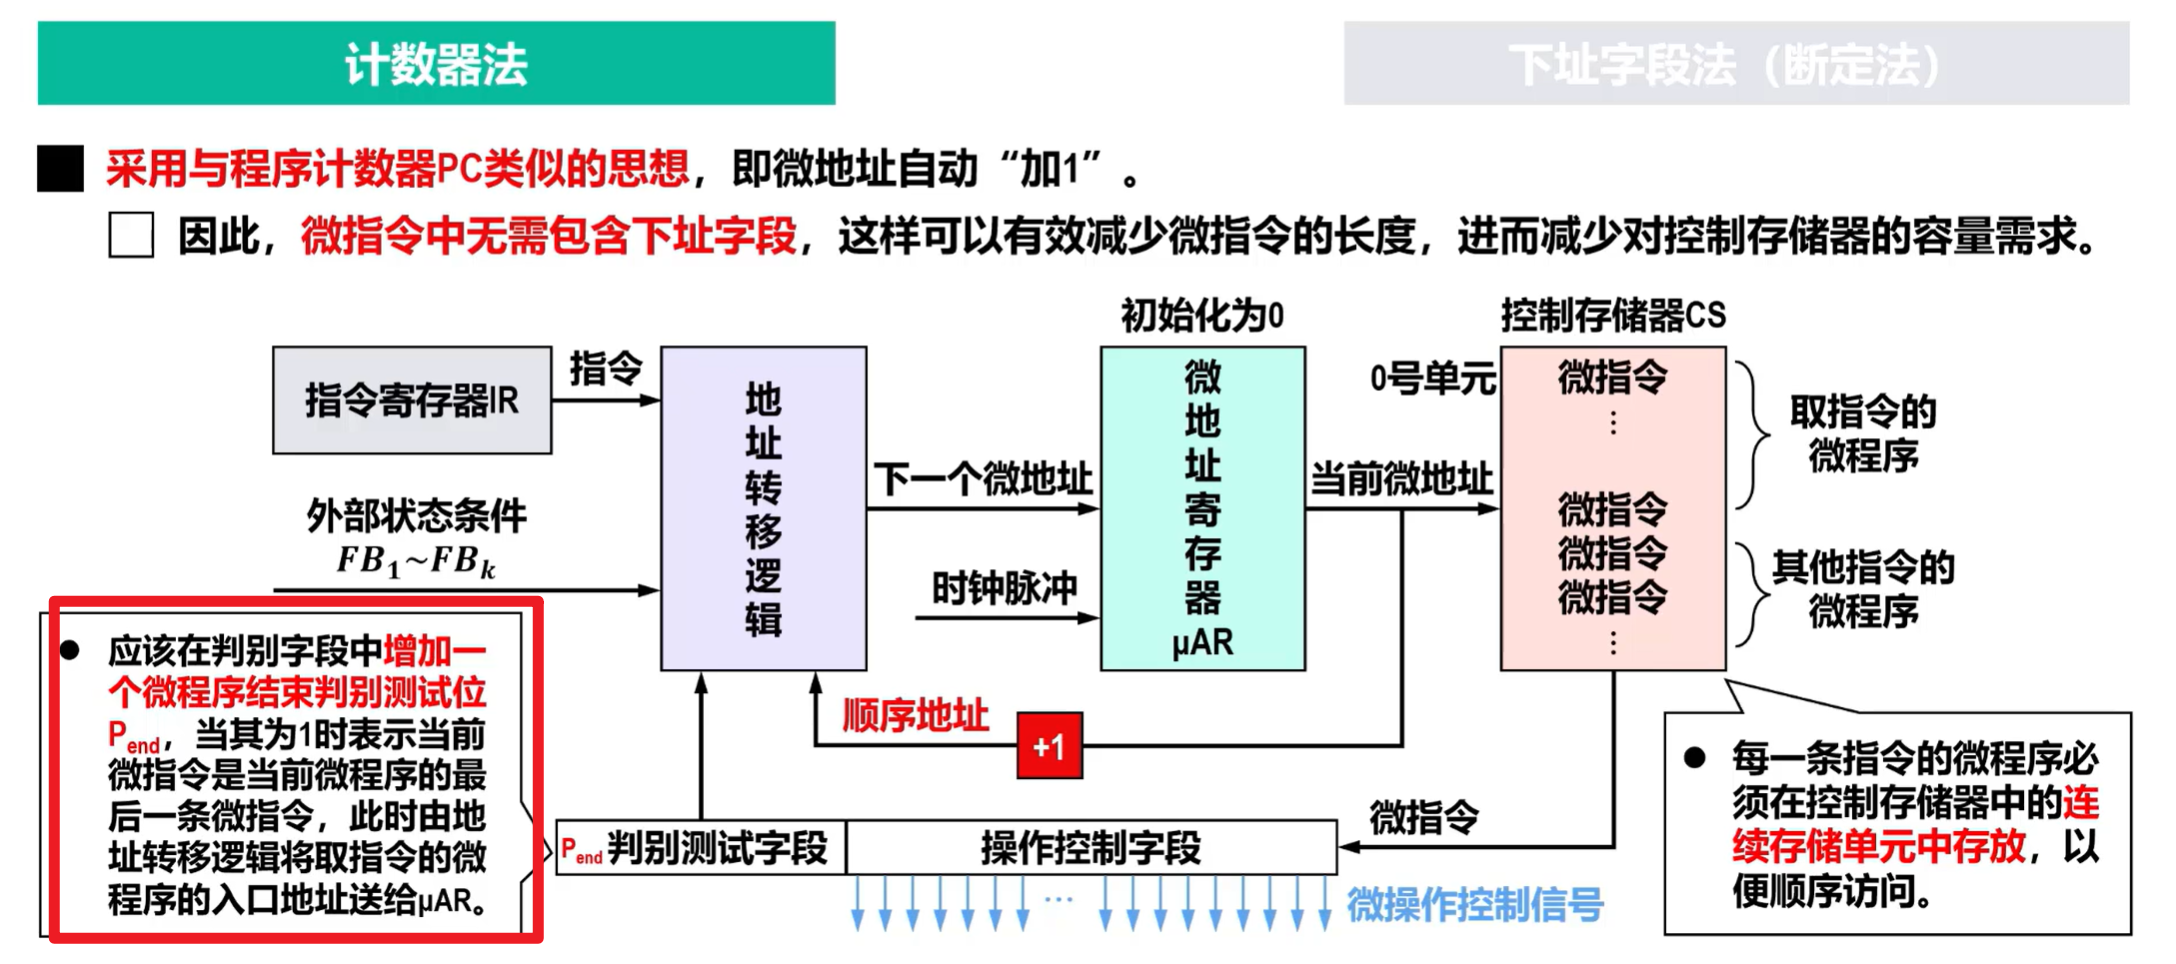 计数器法
下址字段法（断定法）
采用与程序计数器PC类似的思想，即微地址自动“加1”。
因此，微指令中无需包含下址字段，这样可以有效减少微指令的长度，进而减少对控制存储器的容量需求。
初始化为0
控制存储器CS
指令寄存器IR
指令
地址转移逻辑
外部状态条件
FB₁~FBₖ
下一个微地址
时钟脉冲
微地址寄存器
μAR
当前微地址
0号单元
微指令
⋮
微指令
微指令
微指令
⋮
取指令的
微程序
其他指令的
微程序
顺序地址
+1
微指令
Pend 判别测试字段
操作控制字段
…
微操作控制信号
● 应该在判别字段中增加一
个微程序结束判别测试位
Pend，当其为1时表示当前
微指令是当前微程序的最
后一条微指令，此时由地
址转移逻辑将取指令的微
程序的入口地址送给μAR。
● 每一条指令的微程序必
须在控制存储器中的连
续存储单元中存放，以
便顺序访问。